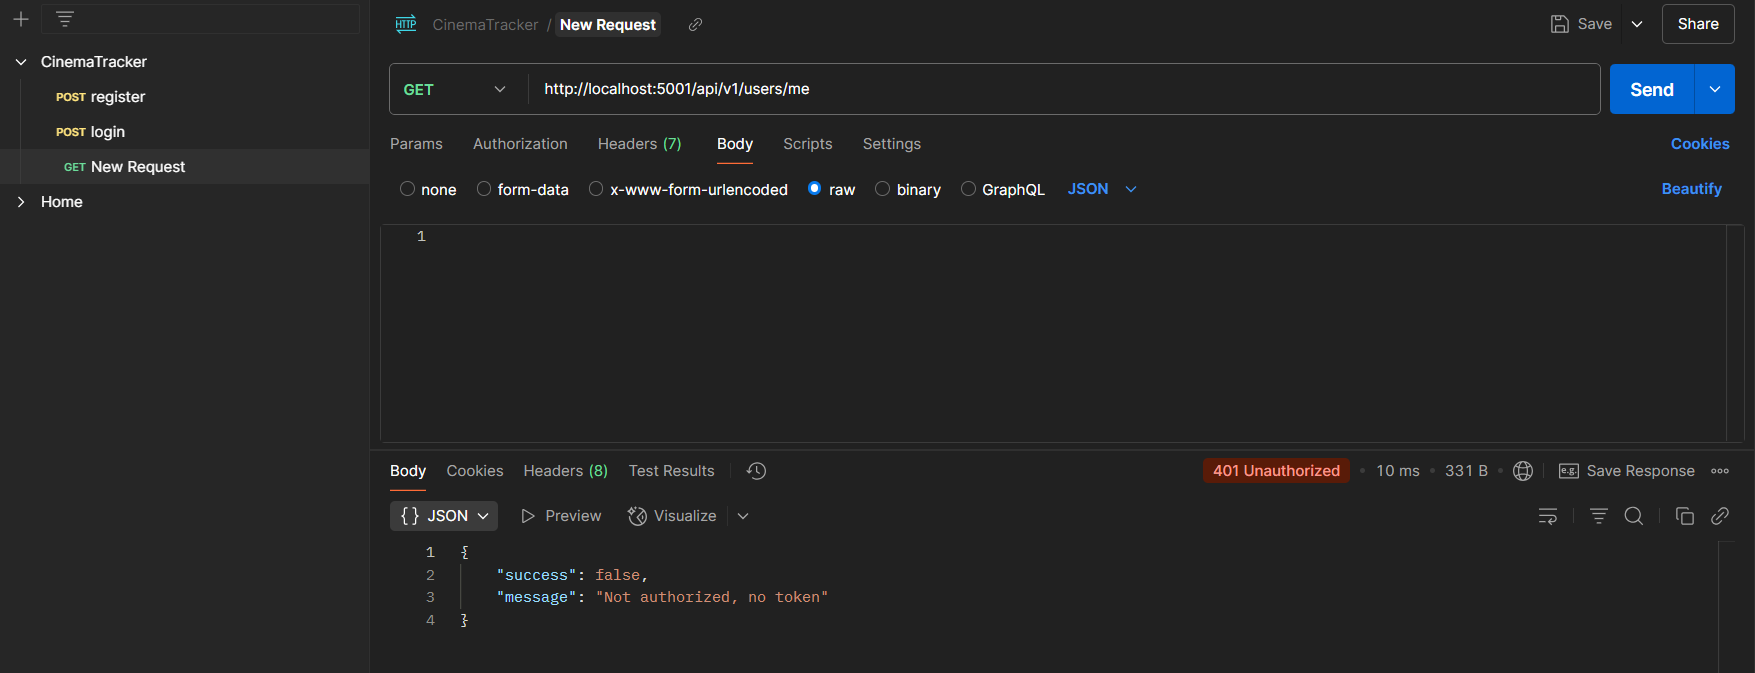 HTTP CinemaTracker / New Request Save Share
CinemaTracker
POST register
POST login
GET New Request
Home
GET http://localhost:5001/api/v1/users/me Send
Params Authorization Headers (7) Body Scripts Settings Cookies
none form-data x-www-form-urlencoded raw binary GraphQL JSON Beautify
1
Body Cookies Headers (8) Test Results 401 Unauthorized • 10 ms • 331 B • e.g. Save Response
{} JSON Preview Visualize
1 {
2 "success": false,
3 "message": "Not authorized, no token"
4 }